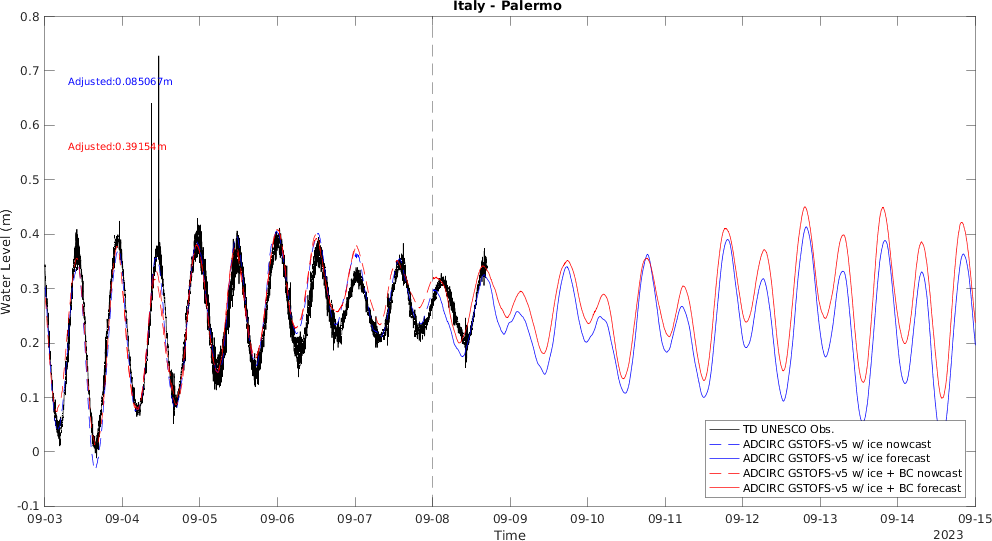 Italy - Palermo
0.8
0.7
0.6
0.5
0.4
0.3
0.2
0.1
0
-0.1
Water Level (m)
Adjusted:0.085067m
Adjusted:0.39154m
TD UNESCO Obs.
ADCIRC GSTOFS-v5 w/ ice nowcast
ADCIRC GSTOFS-v5 w/ ice forecast
ADCIRC GSTOFS-v5 w/ ice + BC nowcast
ADCIRC GSTOFS-v5 w/ ice + BC forecast
09-03 09-04 09-05 09-06 09-07 09-08 09-09 09-10 09-11 09-12 09-13 09-14 09-15
Time
2023